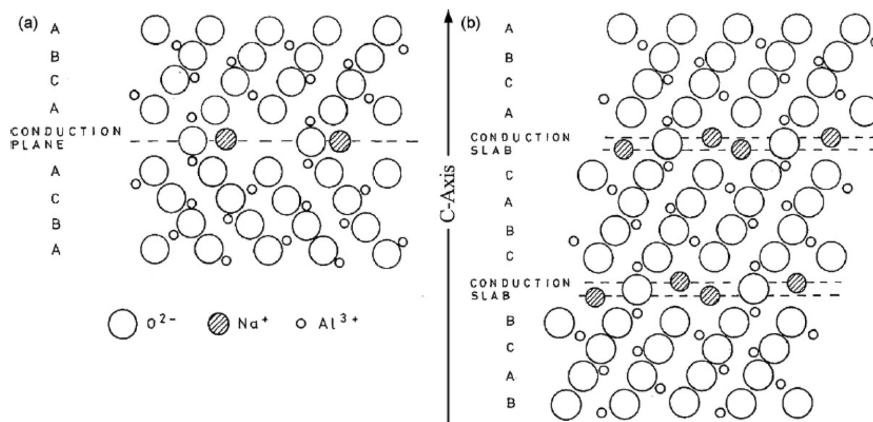 (a)
A
B
C
A
CONDUCTION
PLANE
A
C
B
A
O2-
Na+
Al3+
C-Axis
(b)
A
B
C
A
CONDUCTION
SLAB
C
A
B
C
CONDUCTION
SLAB
B
C
A
B